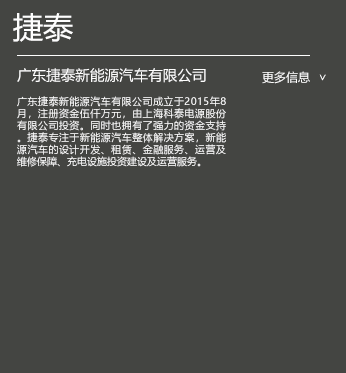 捷泰
广东捷泰新能源汽车有限公司
更多信息 ˅
广东捷泰新能源汽车有限公司成立于2015年8
月，注册资金伍仟万元，由上海科泰电源股份
有限公司投资。同时也拥有了强力的资金支持
。捷泰专注于新能源汽车整体解决方案，新能
源汽车的设计开发、租赁、金融服务、运营及
维修保障、充电设施投资建设及运营服务。